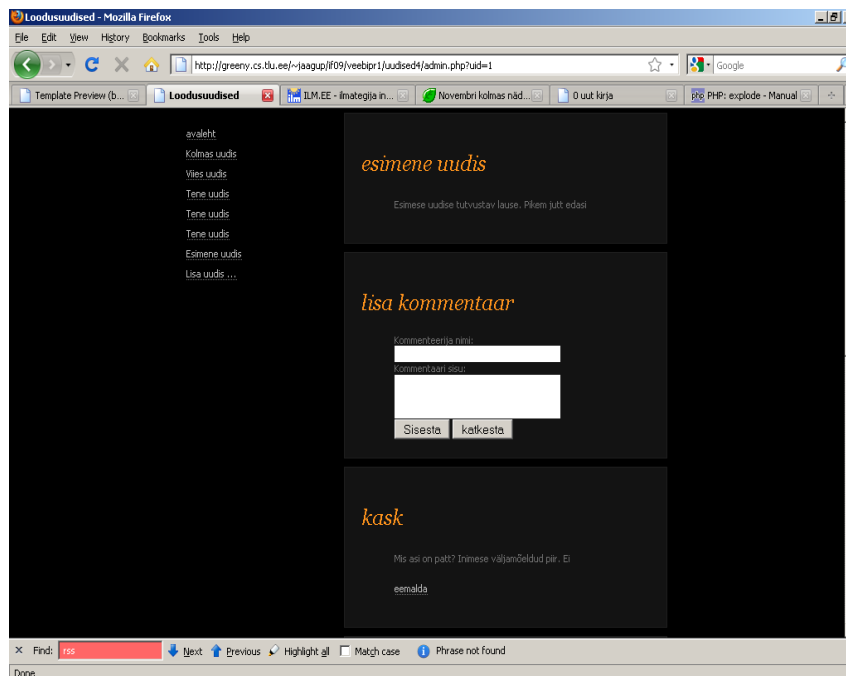 Loodusuudised - Mozilla Firefox
File Edit View History Bookmarks Tools Help
http://greeny.cs.tlu.ee/~jaagup/if09/veebipr1/uudised4/admin.php?uid=1
Google
Template Preview (b...
Loodusuudised
ILM.EE - ilmategija in...
Novembri kolmas näd...
0 uut kirja
php PHP: explode - Manual
avaleht
Kolmas uudis
Viies uudis
Tene uudis
Tene uudis
Tene uudis
Esimene uudis
Lisa uudis ...
esimene uudis
Esimese uudise tutvustav lause. Pikem jutt edasi
lisa kommentaar
Kommenteerija nimi:
Kommentaari sisu:
Sisesta katkesta
kask
Mis asi on patt? Inimese väljamõeldud piir. Ei
eemalda
× Find: rss Next Previous Highlight all Match case Phrase not found
Done